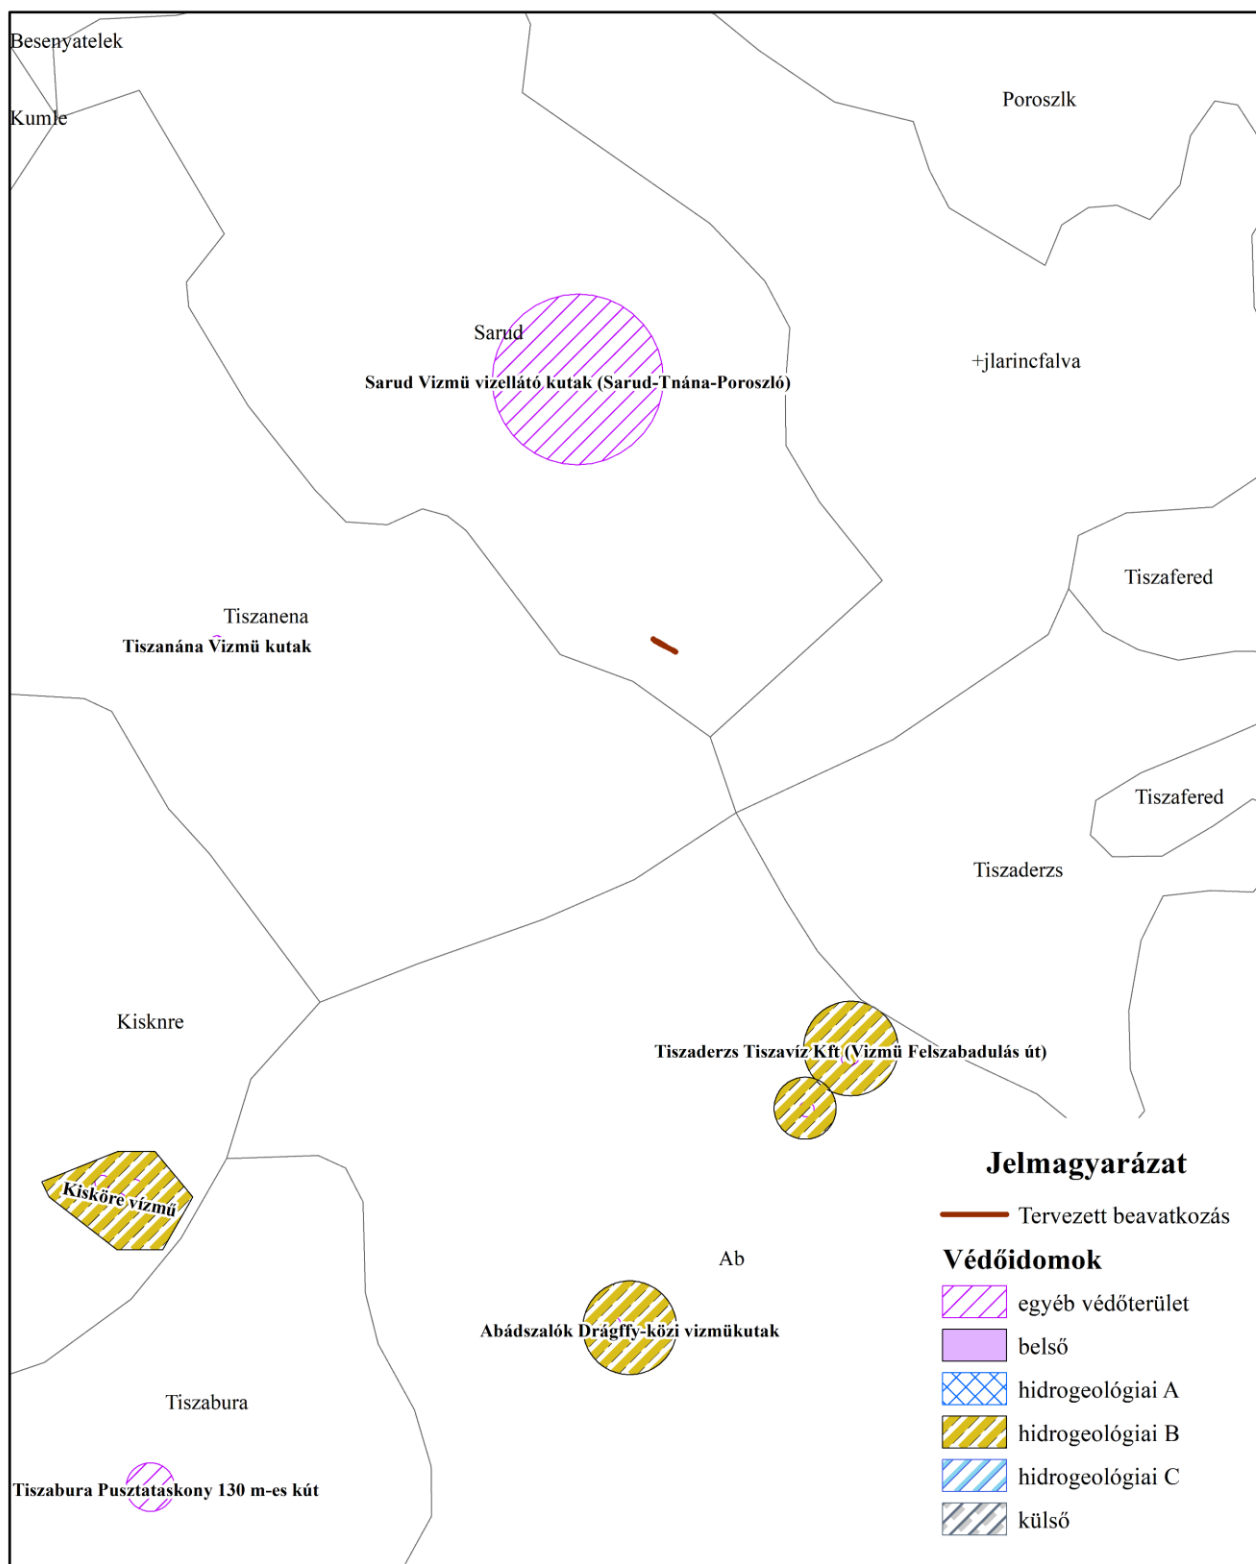 Besenyatelek
Poroszlk
Kumle
Sarud
+jlarincfalva
Sarud Vizmü vizellátó kutak (Sarud-Tnána-Poroszló)
Tiszafered
Tiszanena
Tiszanána Vizmü kutak
Tiszafered
Tiszaderzs
Kisknre
Tiszaderzs Tiszavíz Kft (Vizmü Felszabadulás út)
Kisköre vízmű
Ab
Abádszalók Drágffy-közi vizmükutak
Tiszabura
Tiszabura Pusztataskony 130 m-es kút
Jelmagyarázat
Tervezett beavatkozás
Védőidomok
egyéb védőterület
belső
hidrogeológiai A
hidrogeológiai B
hidrogeológiai C
külső